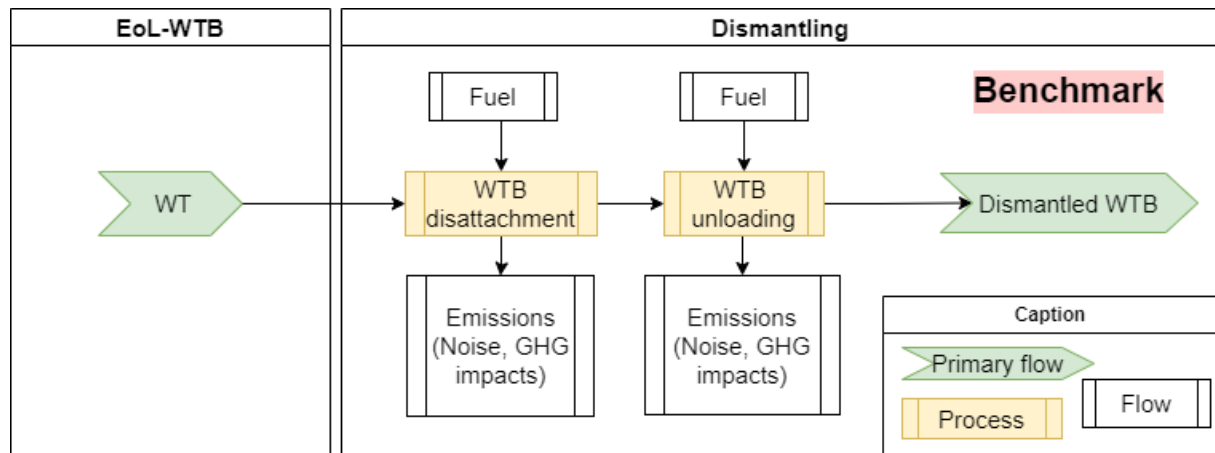 EoL-WTB
Dismantling
Fuel
Fuel
Benchmark
WT
WTB
disattachment
WTB
unloading
Dismantled WTB
Emissions
(Noise, GHG
impacts)
Emissions
(Noise, GHG
impacts)
Caption
Primary flow
Flow
Process